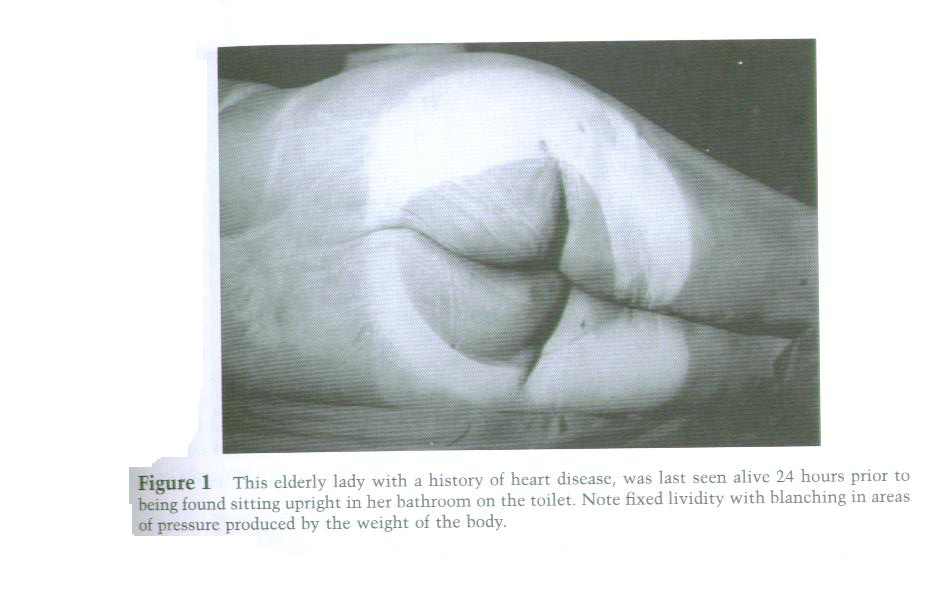 Figure 1 This elderly lady with a history of heart disease, was last seen alive 24 hours prior to
being found sitting upright in her bathroom on the toilet. Note fixed lividity with blanching in areas
of pressure produced by the weight of the body.